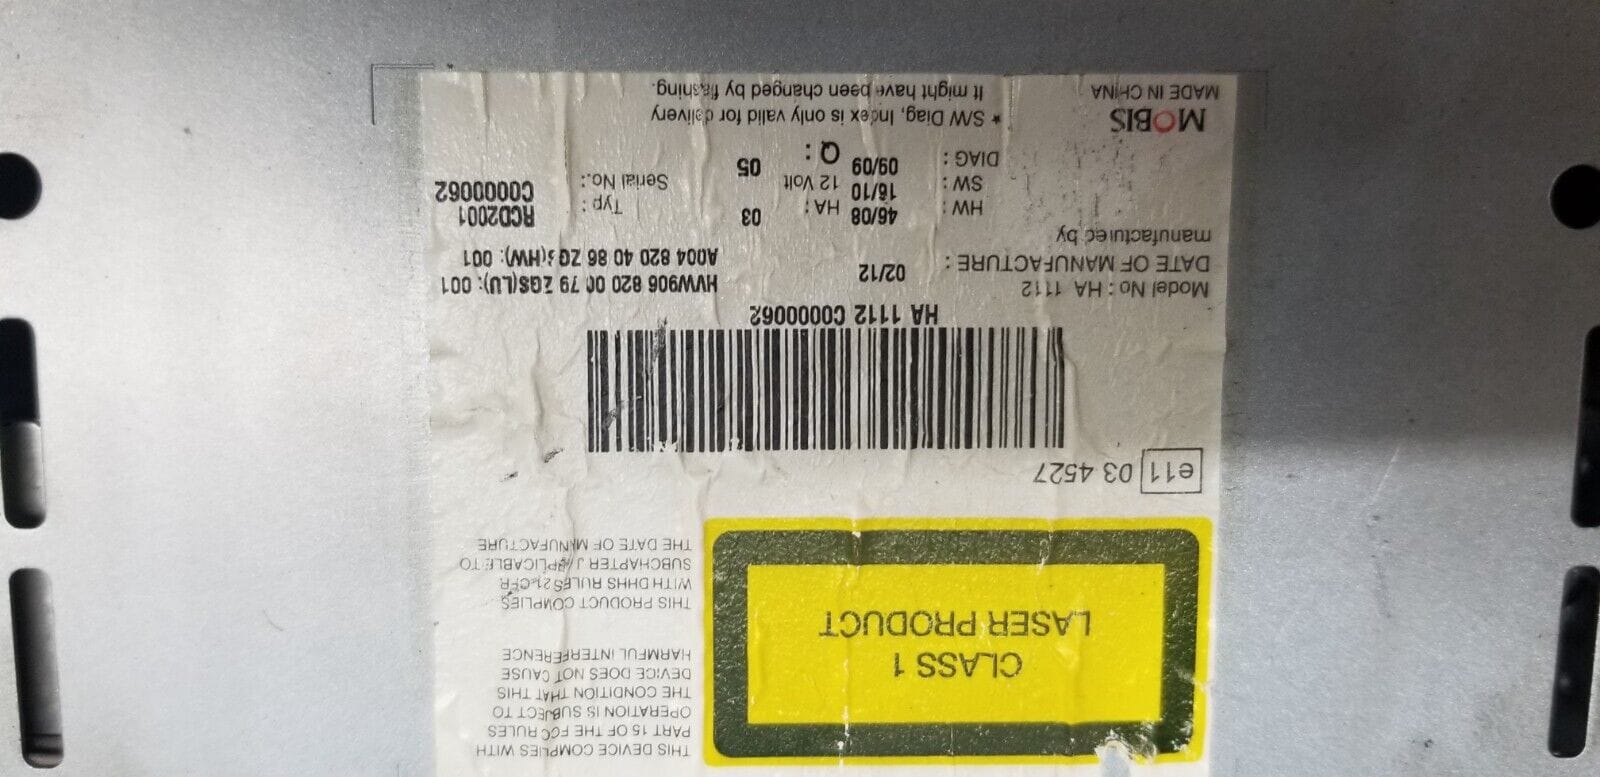 THIS DEVICE COMPLIES WITH
PART 15 OF THE FCC RULES
OPERATION IS SUBJECT TO
THE CONDITION THAT THIS
DEVICE DOES NOT CAUSE
HARMFUL INTERFERENCE
THIS PRODUCT COMPLIES
WITH DHHS RULES 21 CFR
SUBCHAPTER J APPLICABLE TO
THE DATE OF MANUFACTURE
CLASS 1
LASER PRODUCT
e11 03 4527
HA 1112 C0000062
Model No : HA 1112
DATE OF MANUFACTURE : 02/12
manufactured by
HVW906 820 00 79 ZGS(LU): 001
A004 820 40 86 ZGS(HW): 001
HW : 46/08 HA : 03
SW : 16/10 12 Volt
DIAG : 09/09 Q : 05
Typ : RCD2001
Serial No.: C0000062
MOBIS
MADE IN CHINA
* S/W Diag, Index is only valid for delivery
It might have been changed by flashing.